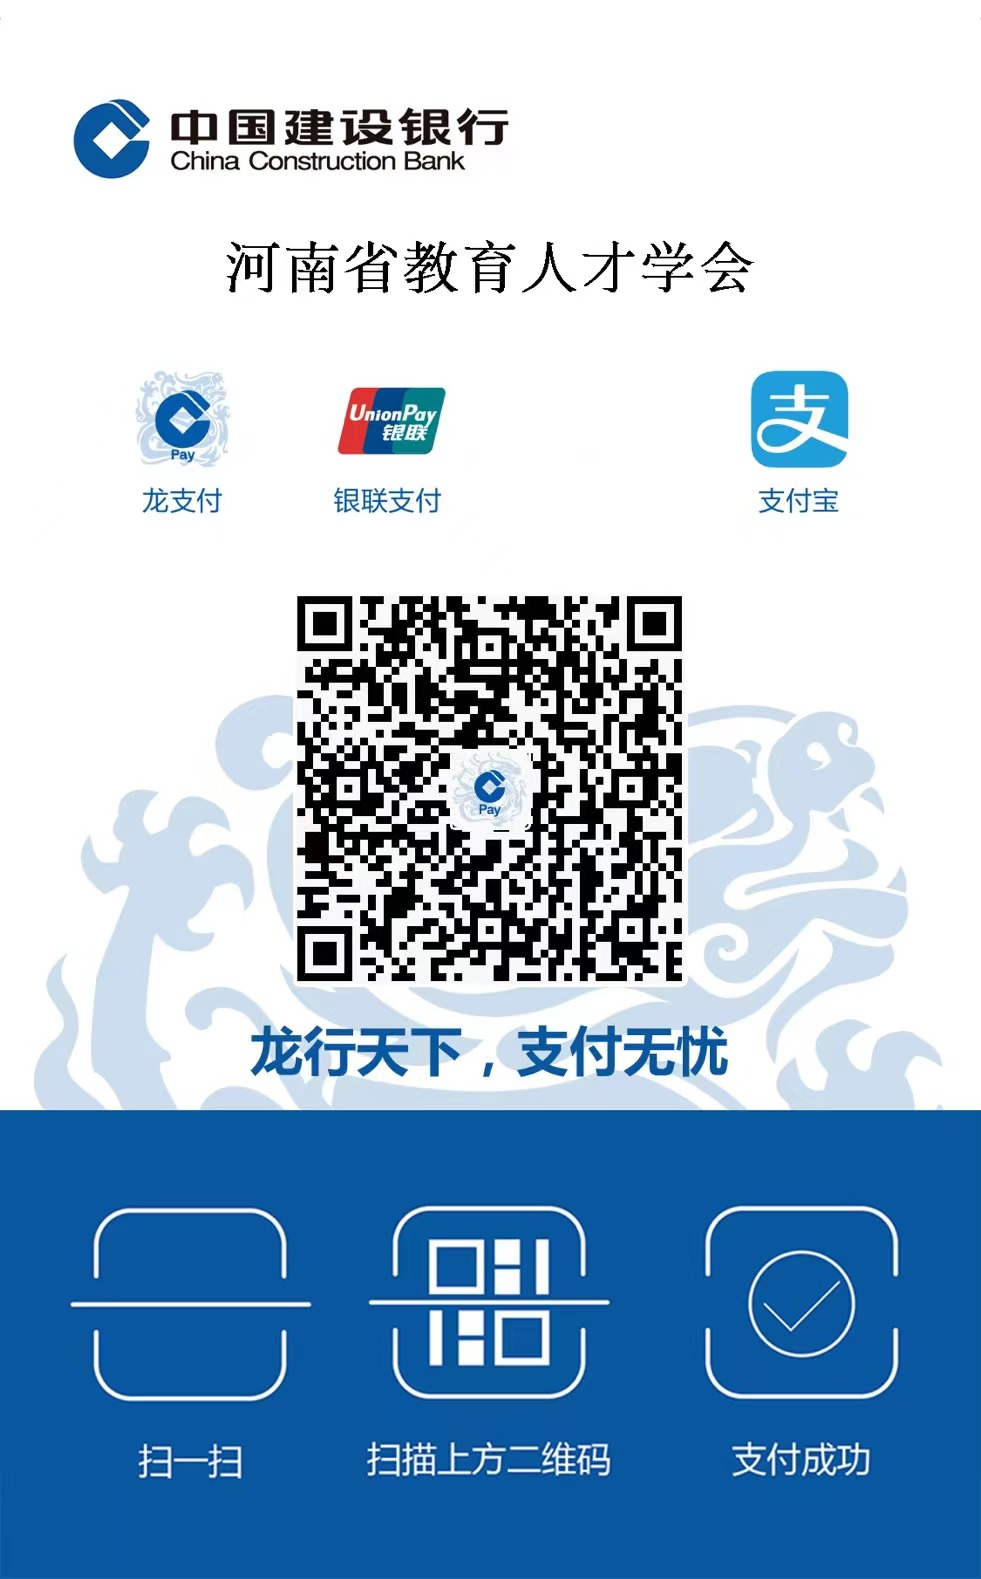 中国建设银行
China Construction Bank
河南省教育人才学会
Pay
UnionPay
银联
支
龙支付
银联支付
支付宝
Pay
龙行天下，支付无忧
扫一扫
扫描上方二维码
支付成功